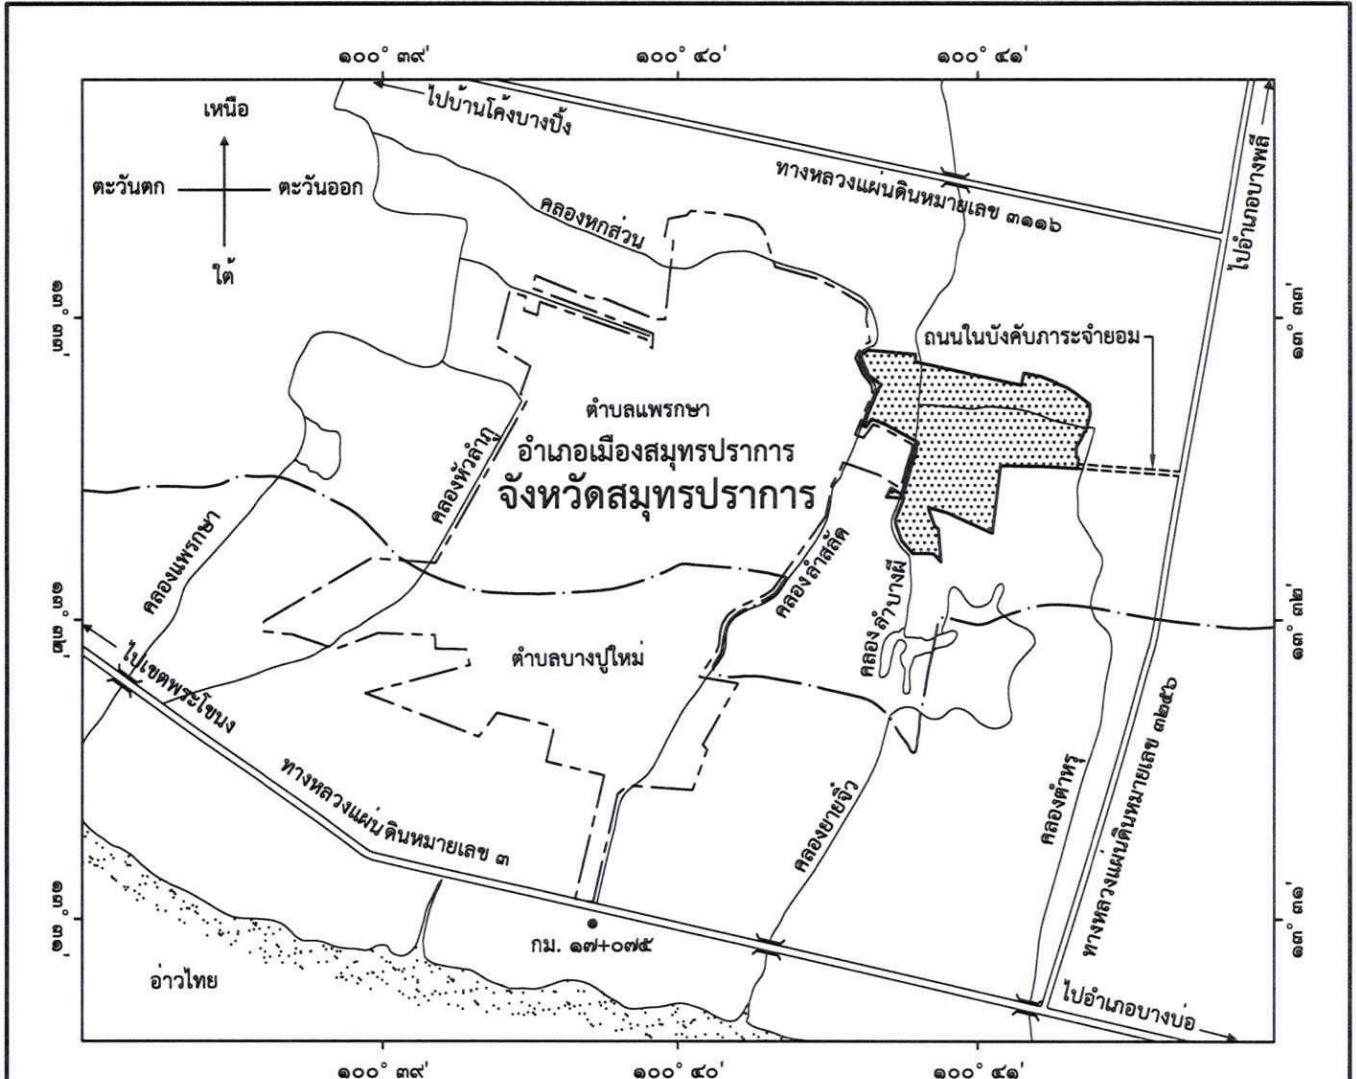 ๑๐๐° ๓๙'
๑๐๐° ๔๐'
๑๐๐° ๔๑'
เหนือ
ตะวันตก
ตะวันออก
ใต้
ไปบ้านโค้งบางปิ้ง
ทางหลวงแผ่นดินหมายเลข ๓๑๑๖
ไปอำเภอบางพลี
คลองหกส่วน
๑๓° ๓๓'
๑๓° ๓๓'
ถนนในบังคับภาระจำยอม
ตำบลแพรกษา
อำเภอเมืองสมุทรปราการ
จังหวัดสมุทรปราการ
คลองหัวลำภู
คลองแพรกษา
คลองลำสลัด
คลองลำบางผี
๑๓° ๓๒'
๑๓° ๓๒'
ไปเขตพระโขนง
ตำบลบางปูใหม่
ทางหลวงแผ่นดินหมายเลข ๓
ทางหลวงแผ่นดินหมายเลข ๓๒๕๖
คลองยายจิ๋ว
คลองตำหรุ
๑๓° ๓๑'
๑๓° ๓๑'
กม. ๑๗+๐๗๕
อ่าวไทย
ไปอำเภอบางบ่อ
๑๐๐° ๓๙'
๑๐๐° ๔๐'
๑๐๐° ๔๑'